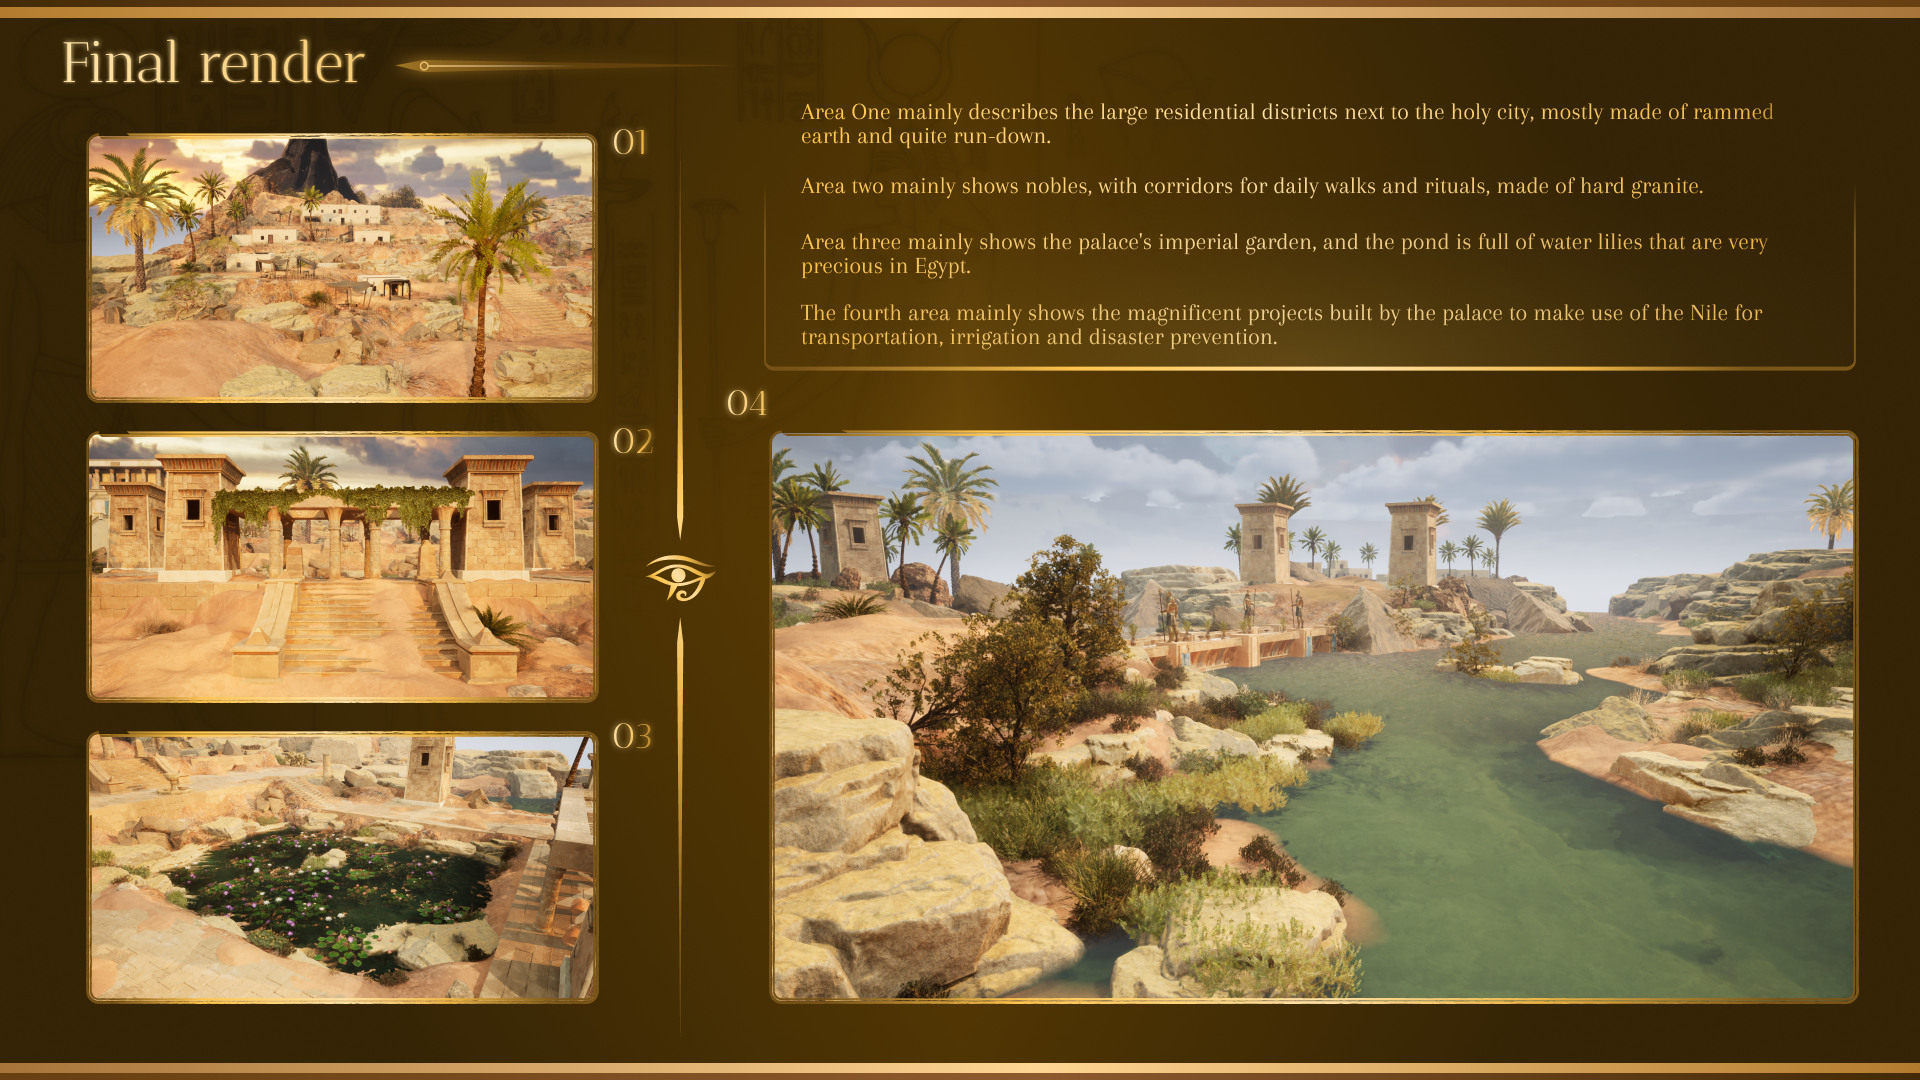 Final render
01
Area One mainly describes the large residential districts next to the holy city, mostly made of rammed
earth and quite run-down.
Area two mainly shows nobles, with corridors for daily walks and rituals, made of hard granite.
Area three mainly shows the palace's imperial garden, and the pond is full of water lilies that are very
precious in Egypt.
The fourth area mainly shows the magnificent projects built by the palace to make use of the Nile for
transportation, irrigation and disaster prevention.
04
02
03